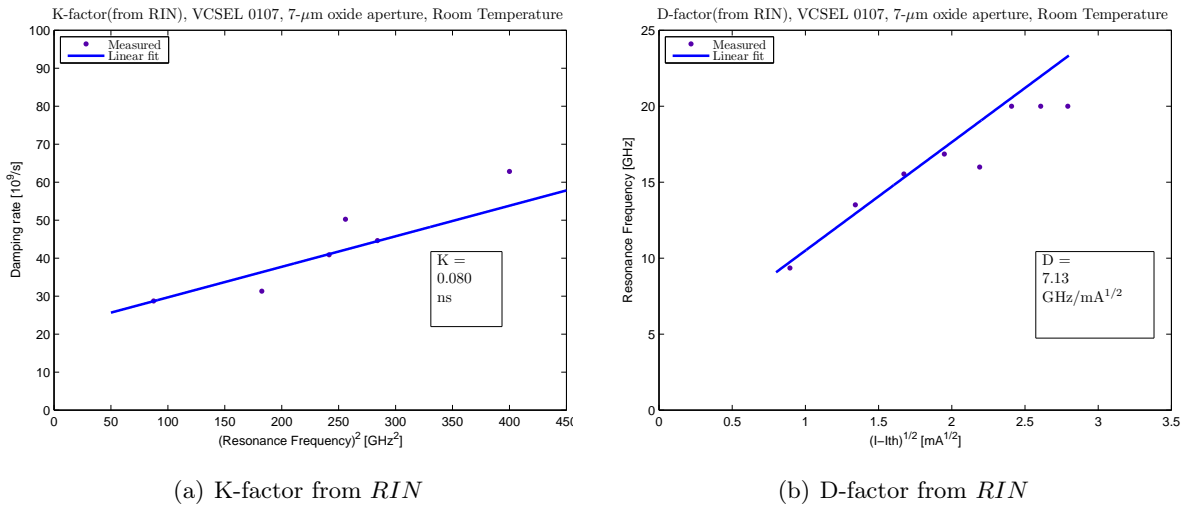 K-factor(from RIN), VCSEL 0107, 7-μm oxide aperture, Room Temperature
100
90
80
70
60
50
40
30
20
10
0
0 50 100 150 200 250 300 350 400 450
Damping rate [10⁹/s]
(Resonance Frequency)² [GHz²]
Measured
Linear fit
K =
0.080
ns
(a) K-factor from RIN
D-factor(from RIN), VCSEL 0107, 7-μm oxide aperture, Room Temperature
25
20
15
10
5
0
0 0.5 1 1.5 2 2.5 3 3.5
Resonance Frequency [GHz]
(I−Ith)^1/2 [mA^1/2]
Measured
Linear fit
D =
7.13
GHz/mA^1/2
(b) D-factor from RIN